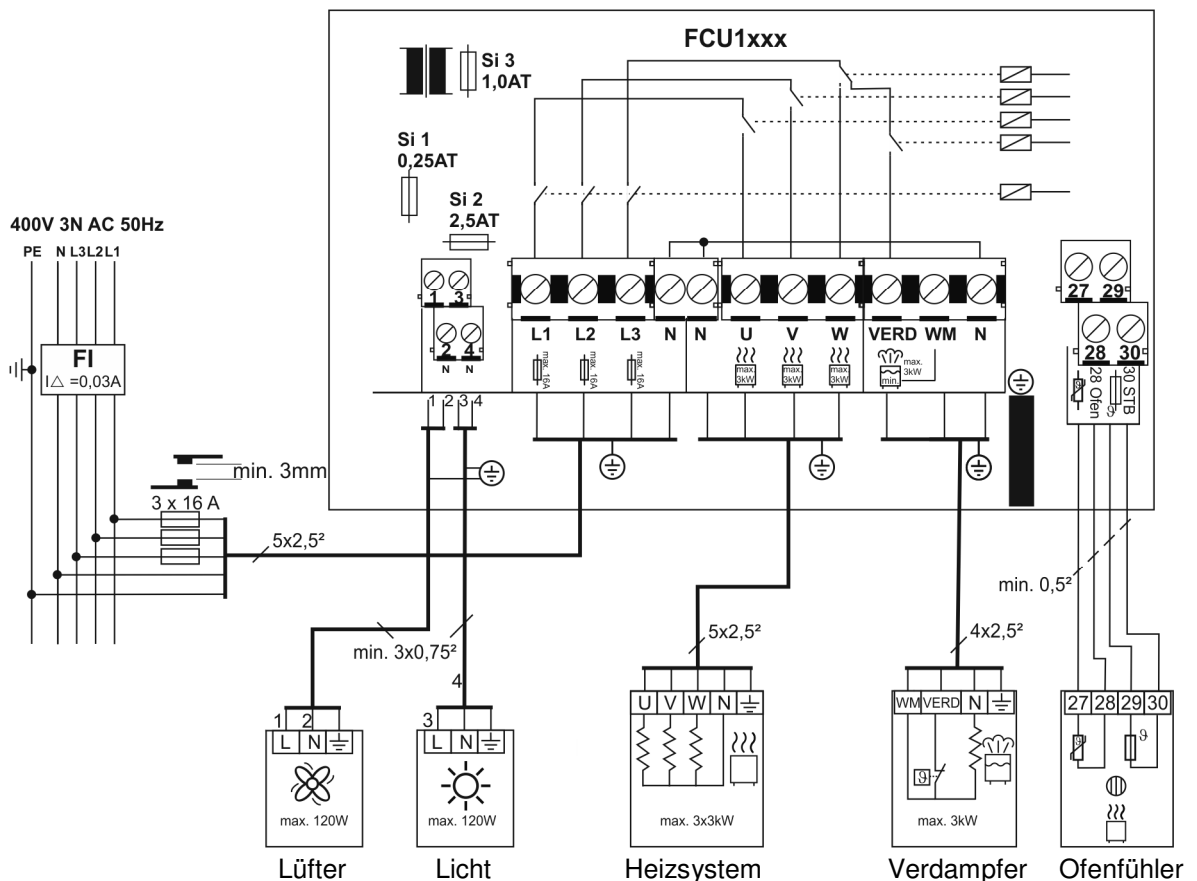 FCU1xxx
Si 3
1,0AT
Si 1
0,25AT
Si 2
2,5AT
400V 3N AC 50Hz
PE N L3 L2 L1
FI
I△ =0,03A
1 3
2 4
N N
L1 L2 L3 N N U V W VERD WM N
max. 16A
max. 16A
max. 16A
max. 3kW
max. 3kW
max. 3kW
min.
max. 3kW
27 29
28 30
28 Ofen
30 STB
ϑ
1 2 3 4
min. 3mm
3 x 16 A
5x2,5²
min. 3x0,75²
5x2,5²
4x2,5²
min. 0,5²
1 2
L N
max. 120W
Lüfter
3 4
L N
max. 120W
Licht
U V W N
max. 3x3kW
Heizsystem
WM VERD N
ϑ
max. 3kW
Verdampfer
27 28 29 30
ϑ
ϑ
Ofenfühler